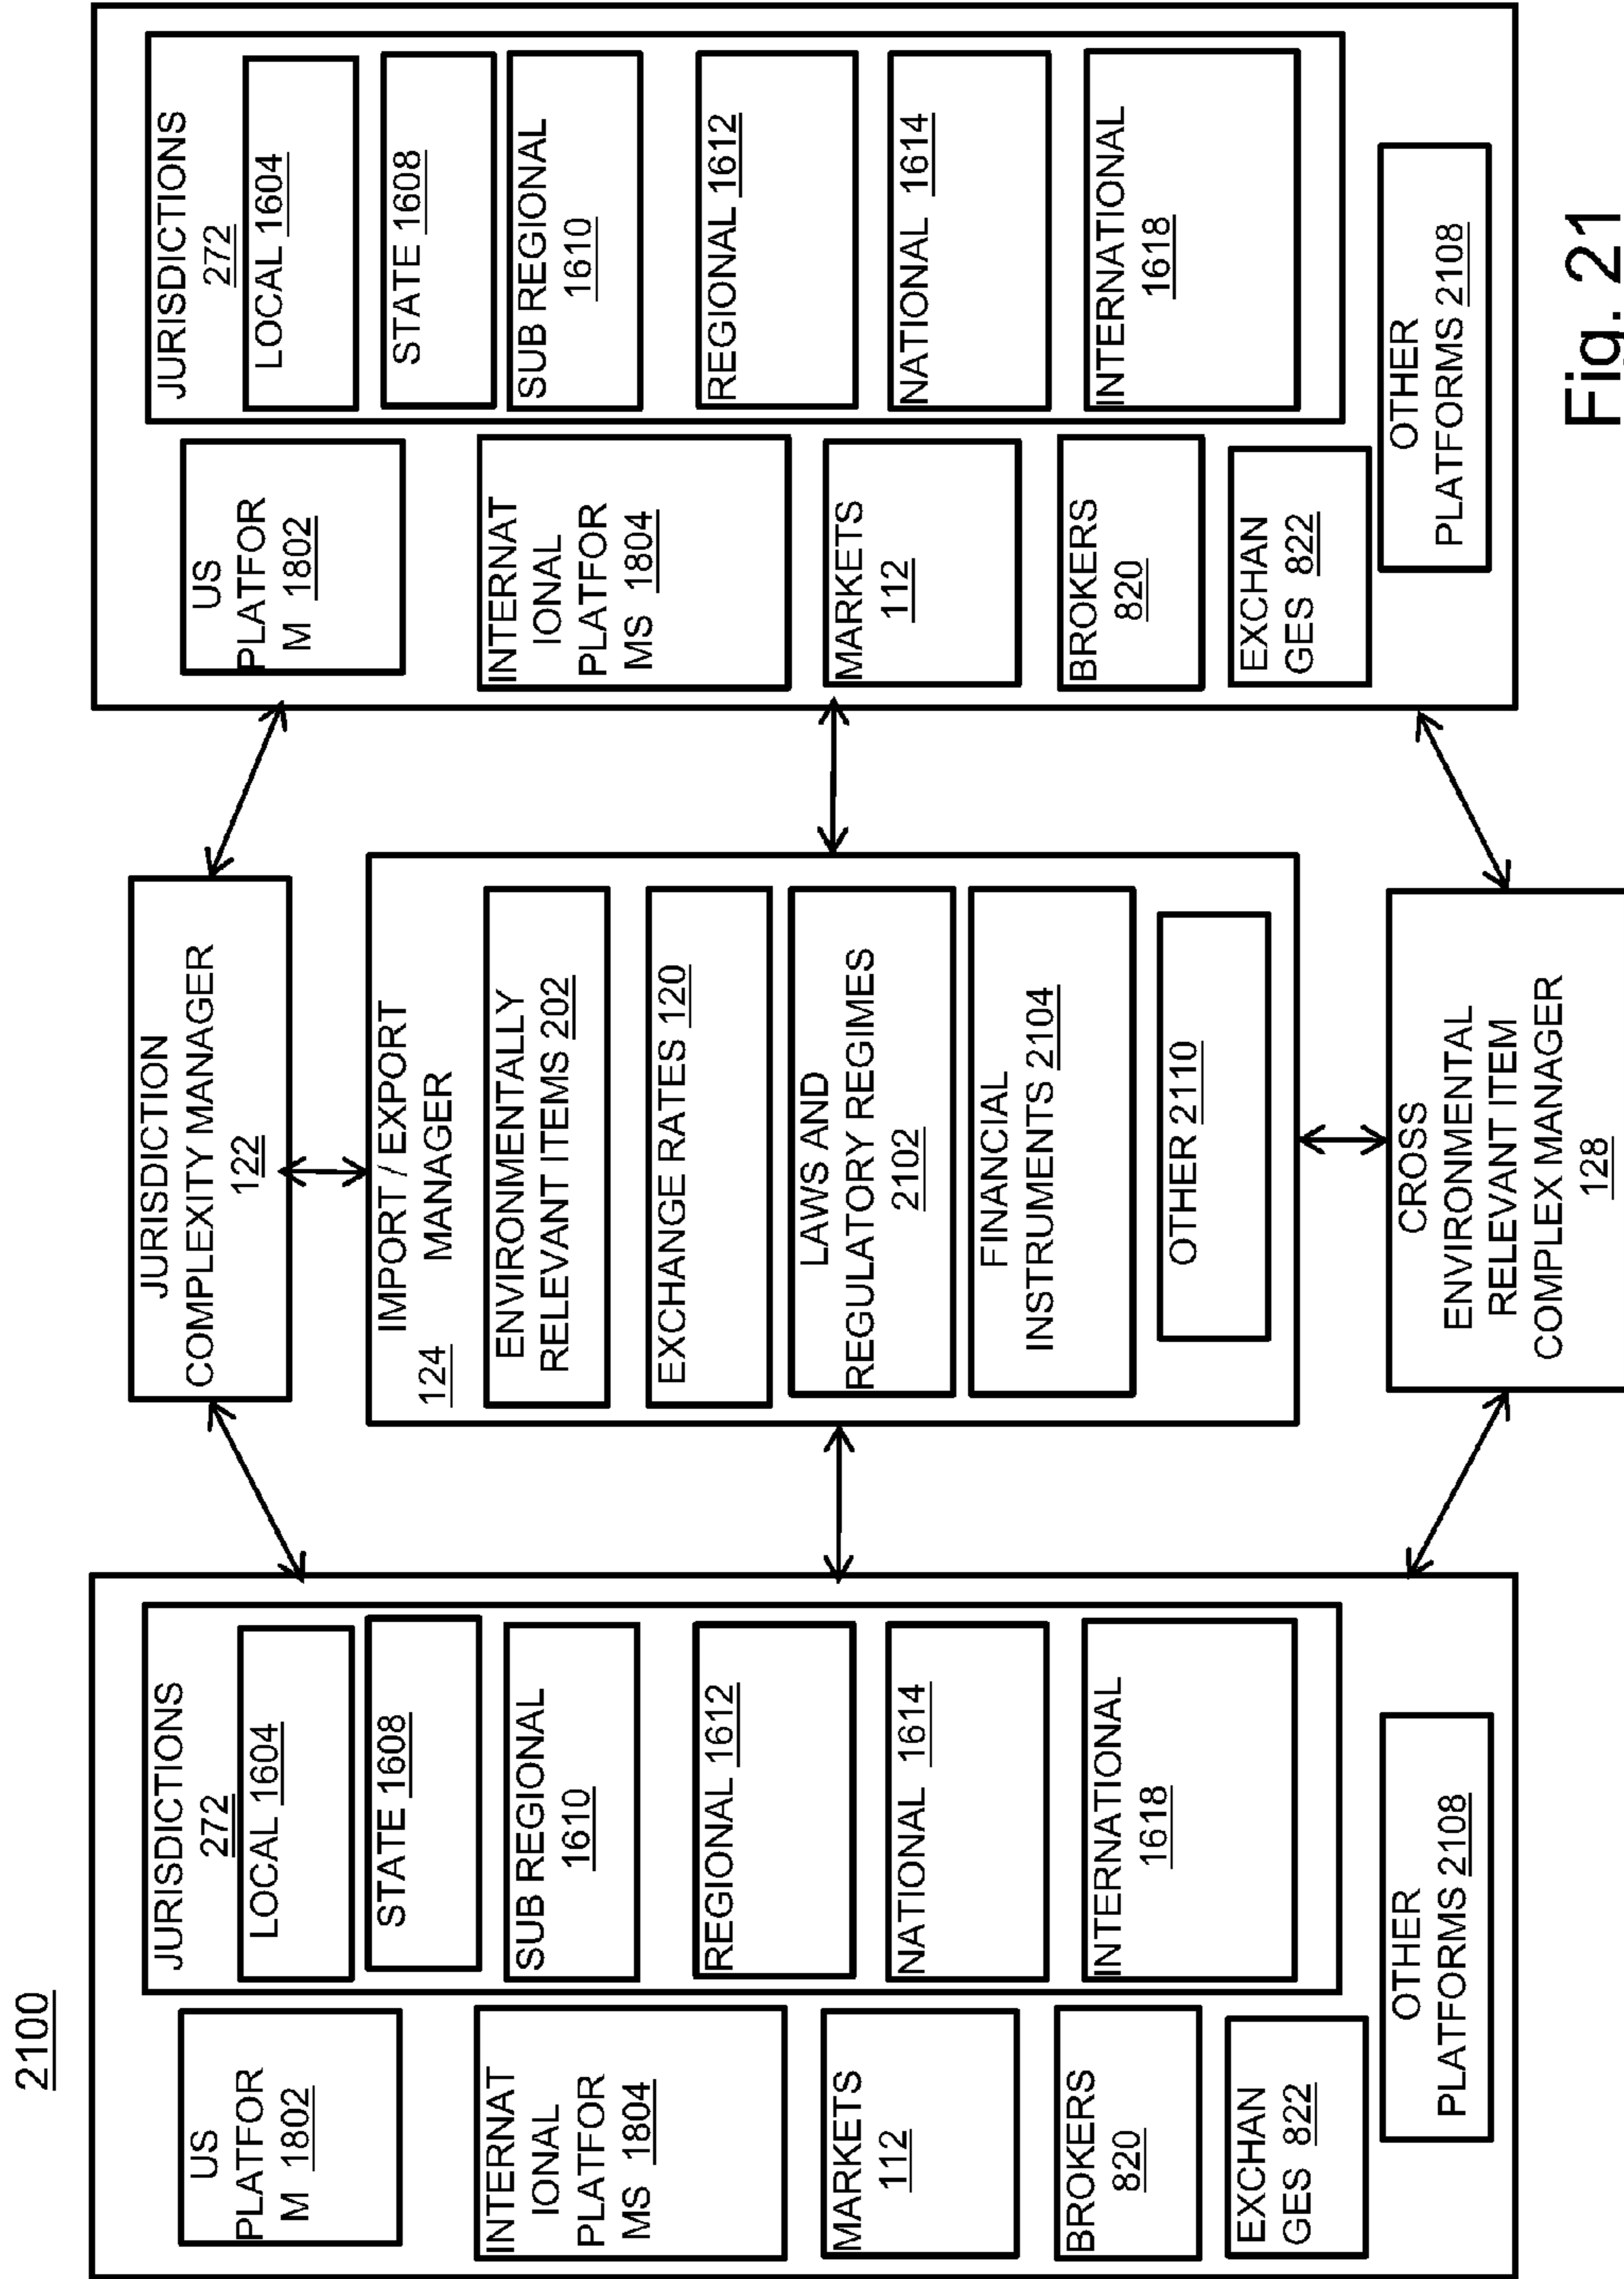 2100
US
PLATFOR
M 1802
INTERNAT
IONAL
PLATFOR
MS 1804
MARKETS
112
BROKERS
820
EXCHAN
GES 822
JURISDICTIONS
272
LOCAL 1604
STATE 1608
SUB REGIONAL
1610
REGIONAL 1612
NATIONAL 1614
INTERNATIONAL
1618
OTHER
PLATFORMS 2108
JURISDICTION
COMPLEXITY MANAGER
122
IMPORT / EXPORT
MANAGER
124
ENVIRONMENTALLY
RELEVANT ITEMS 202
EXCHANGE RATES 120
LAWS AND
REGULATORY REGIMES
2102
FINANCIAL
INSTRUMENTS 2104
OTHER 2110
CROSS
ENVIRONMENTAL
RELEVANT ITEM
COMPLEX MANAGER
128
US
PLATFOR
M 1802
INTERNAT
IONAL
PLATFOR
MS 1804
MARKETS
112
BROKERS
820
EXCHAN
GES 822
JURISDICTIONS
272
LOCAL 1604
STATE 1608
SUB REGIONAL
1610
REGIONAL 1612
NATIONAL 1614
INTERNATIONAL
1618
OTHER
PLATFORMS 2108
Fig. 21